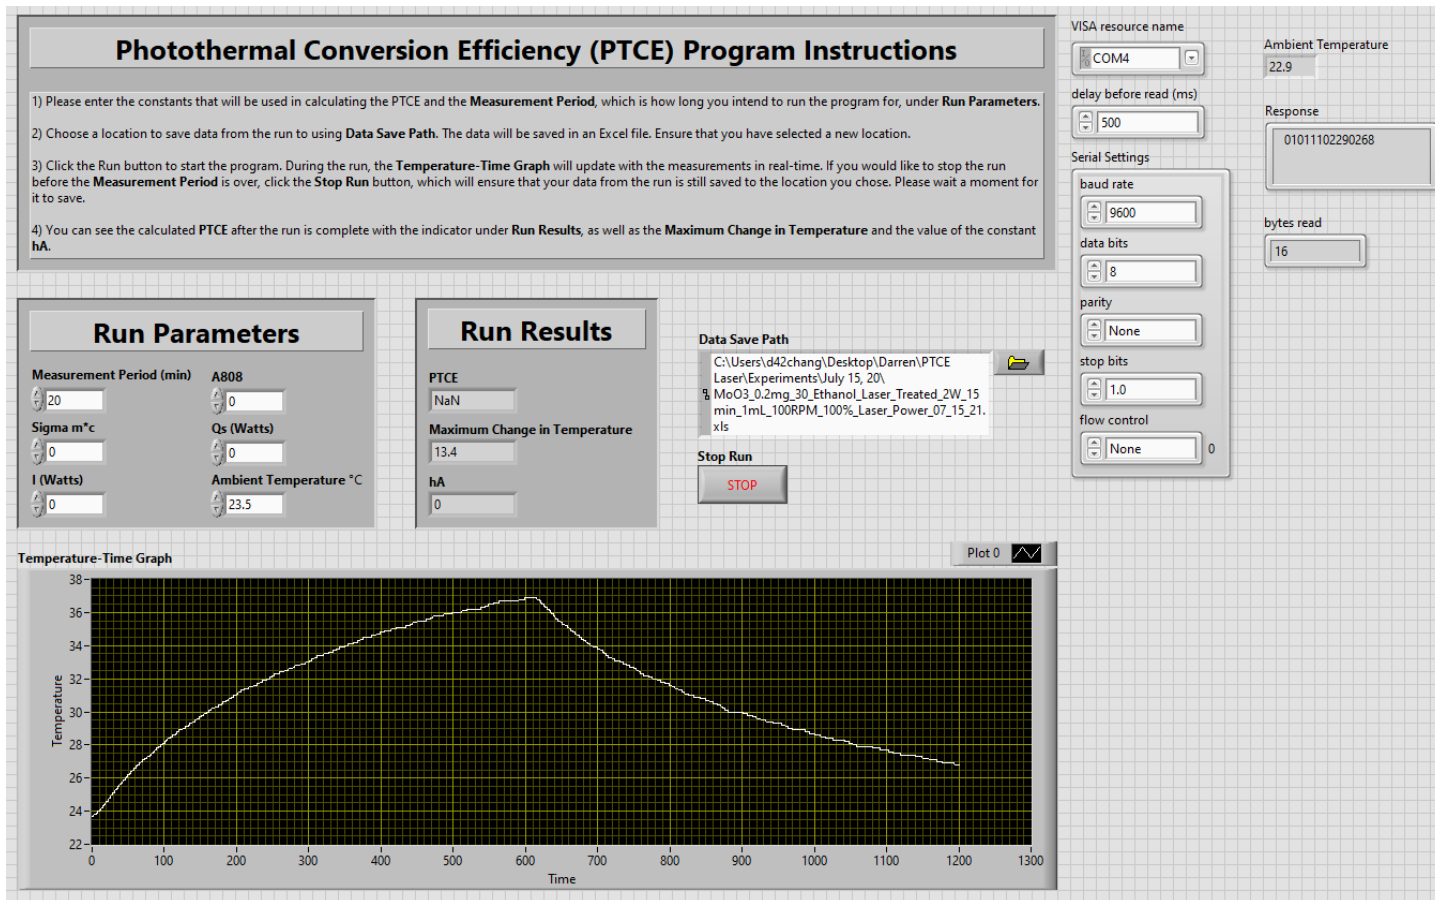 Photothermal Conversion Efficiency (PTCE) Program Instructions
1) Please enter the constants that will be used in calculating the PTCE and the Measurement Period, which is how long you intend to run the program for, under Run Parameters.
2) Choose a location to save data from the run to using Data Save Path. The data will be saved in an Excel file. Ensure that you have selected a new location.
3) Click the Run button to start the program. During the run, the Temperature-Time Graph will update with the measurements in real-time. If you would like to stop the run
before the Measurement Period is over, click the Stop Run button, which will ensure that your data from the run is still saved to the location you chose. Please wait a moment for
it to save.
4) You can see the calculated PTCE after the run is complete with the indicator under Run Results, as well as the Maximum Change in Temperature and the value of the constant
hA.
VISA resource name
COM4
delay before read (ms)
500
Serial Settings
baud rate
9600
data bits
8
parity
None
stop bits
1.0
flow control
None
0
Ambient Temperature
22.9
Response
01011102290268
bytes read
16
Run Parameters
Measurement Period (min)
20
A808
0
Sigma m*c
0
Qs (Watts)
0
I (Watts)
0
Ambient Temperature °C
23.5
Run Results
PTCE
NaN
Maximum Change in Temperature
13.4
hA
0
Data Save Path
C:\Users\d42chang\Desktop\Darren\PTCE
Laser\Experiments\July 15, 20\
MoO3_0.2mg_30_Ethanol_Laser_Treated_2W_15
min_1mL_100RPM_100%_Laser_Power_07_15_21.
xls
Stop Run
STOP
Temperature-Time Graph
Plot 0
Temperature
38
36
34
32
30
28
26
24
22
0 100 200 300 400 500 600 700 800 900 1000 1100 1200 1300
Time